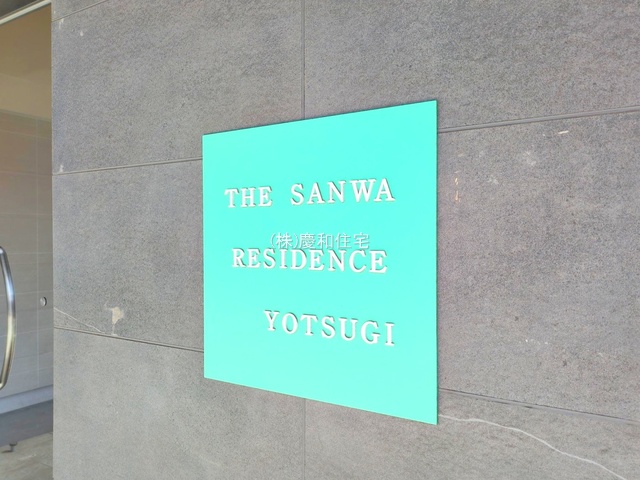 THE SANWA
(株)慶和住宅
RESIDENCE
YOTSUGI